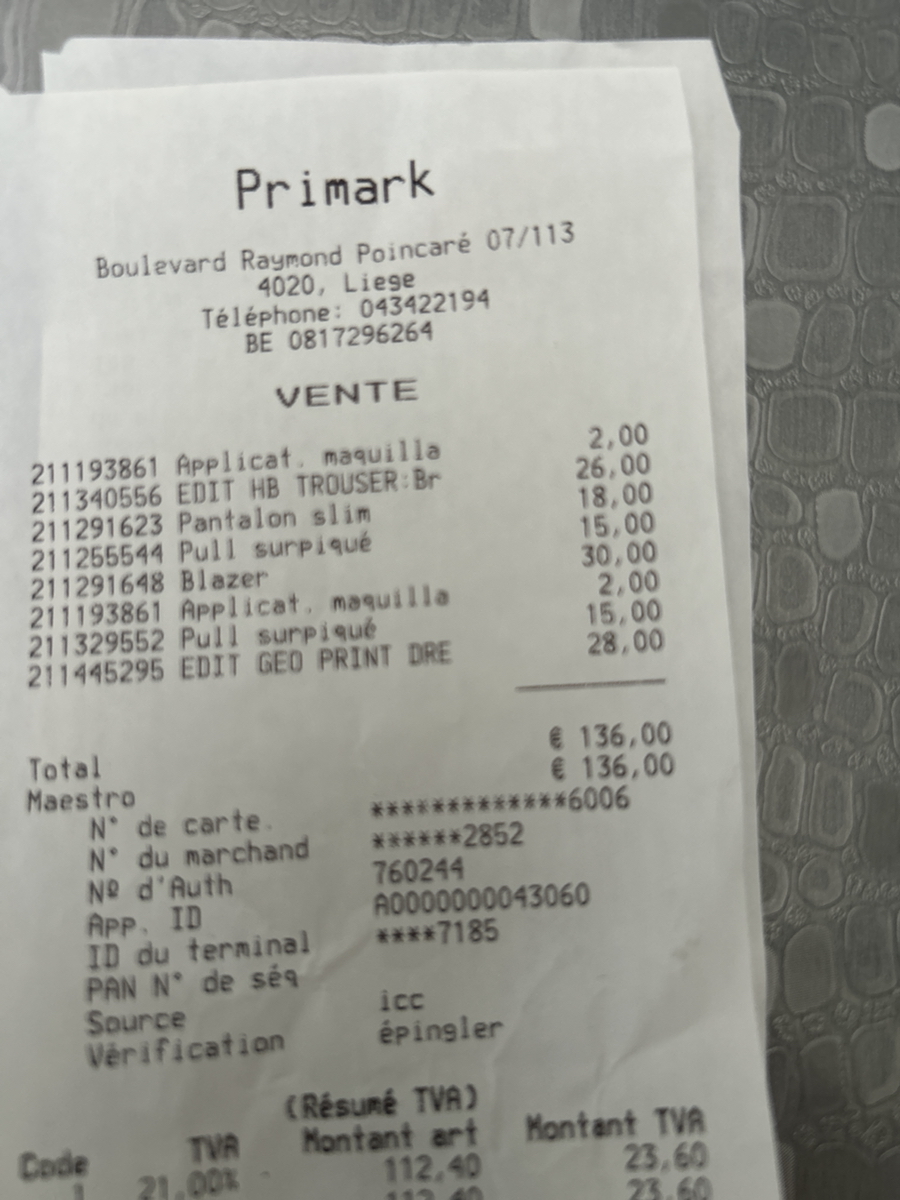 Primark
Boulevard Raymond Poincaré 07/113
4020, Liege
Téléphone: 043422194
BE 0817296264
VENTE
211193861 Applicat. maquilla 2,00
211340556 EDIT HB TROUSER:Br 26,00
211291623 Pantalon slim 18,00
211255544 Pull surpiqué 15,00
211291648 Blazer 30,00
211193861 Applicat. maquilla 2,00
211329552 Pull surpiqué 15,00
211445295 EDIT GEO PRINT DRE 28,00
Total € 136,00
Maestro € 136,00
N° de carte. *************6006
N° du marchand ******2852
Nº d'Auth 760244
App. ID A0000000043060
ID du terminal ****7185
PAN N° de séq
Source icc
Vérification épingler
(Résumé TVA)
Code TVA Montant art Montant TVA
1 21.00% 112,40 23,60
112,40 23,60